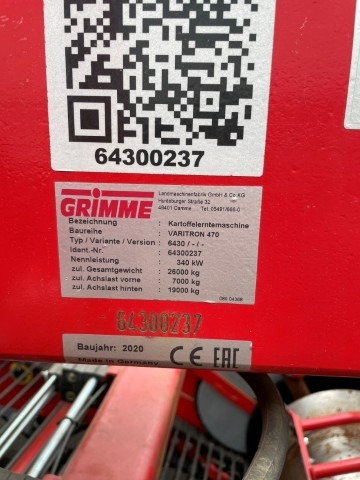 64300237
GRIMME
Landmaschinenfabrik GmbH & Co. KG
Hunteburger Straße 32
49401 Damme Tel. 05491/666-0
Bezeichnung : Kartoffelerntemaschine
Baureihe : VARITRON 470
Typ / Variante / Version : 6430 / - / -
Ident.-Nr. : 64300237
Nennleistung : 340 kW
zul. Gesamtgewicht : 26000 kg
zul. Achslast vorne : 7000 kg
zul. Achslast hinten : 19000 kg
64300237
Baujahr: 2020
Made in Germany
CE EAC